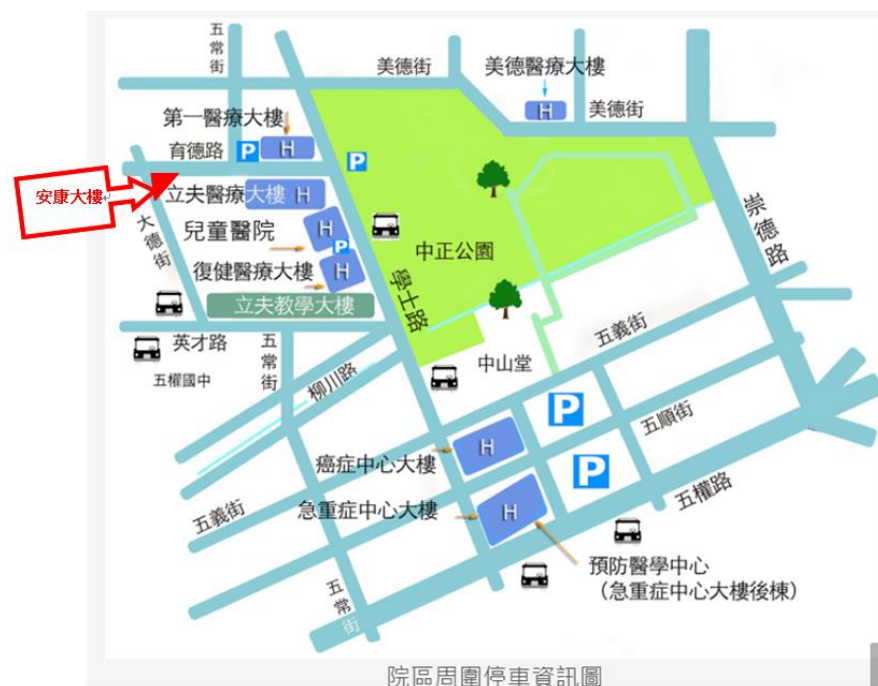 五常街
美德街
美德醫療大樓
H
美德街
第一醫療大樓
H
P
P
育德路
安康大樓
立夫醫療大樓
H
大德街
兒童醫院
H
P
復健醫療大樓
H
立夫教學大樓
中正公園
學士路
崇德路
英才路
五權國中
五常街
柳川路
中山堂
五義街
P
五順街
癌症中心大樓
H
P
五權路
急重症中心大樓
H
五義街
五常街
預防醫學中心
(急重症中心大樓後棟)
院區周圍停車資訊圖